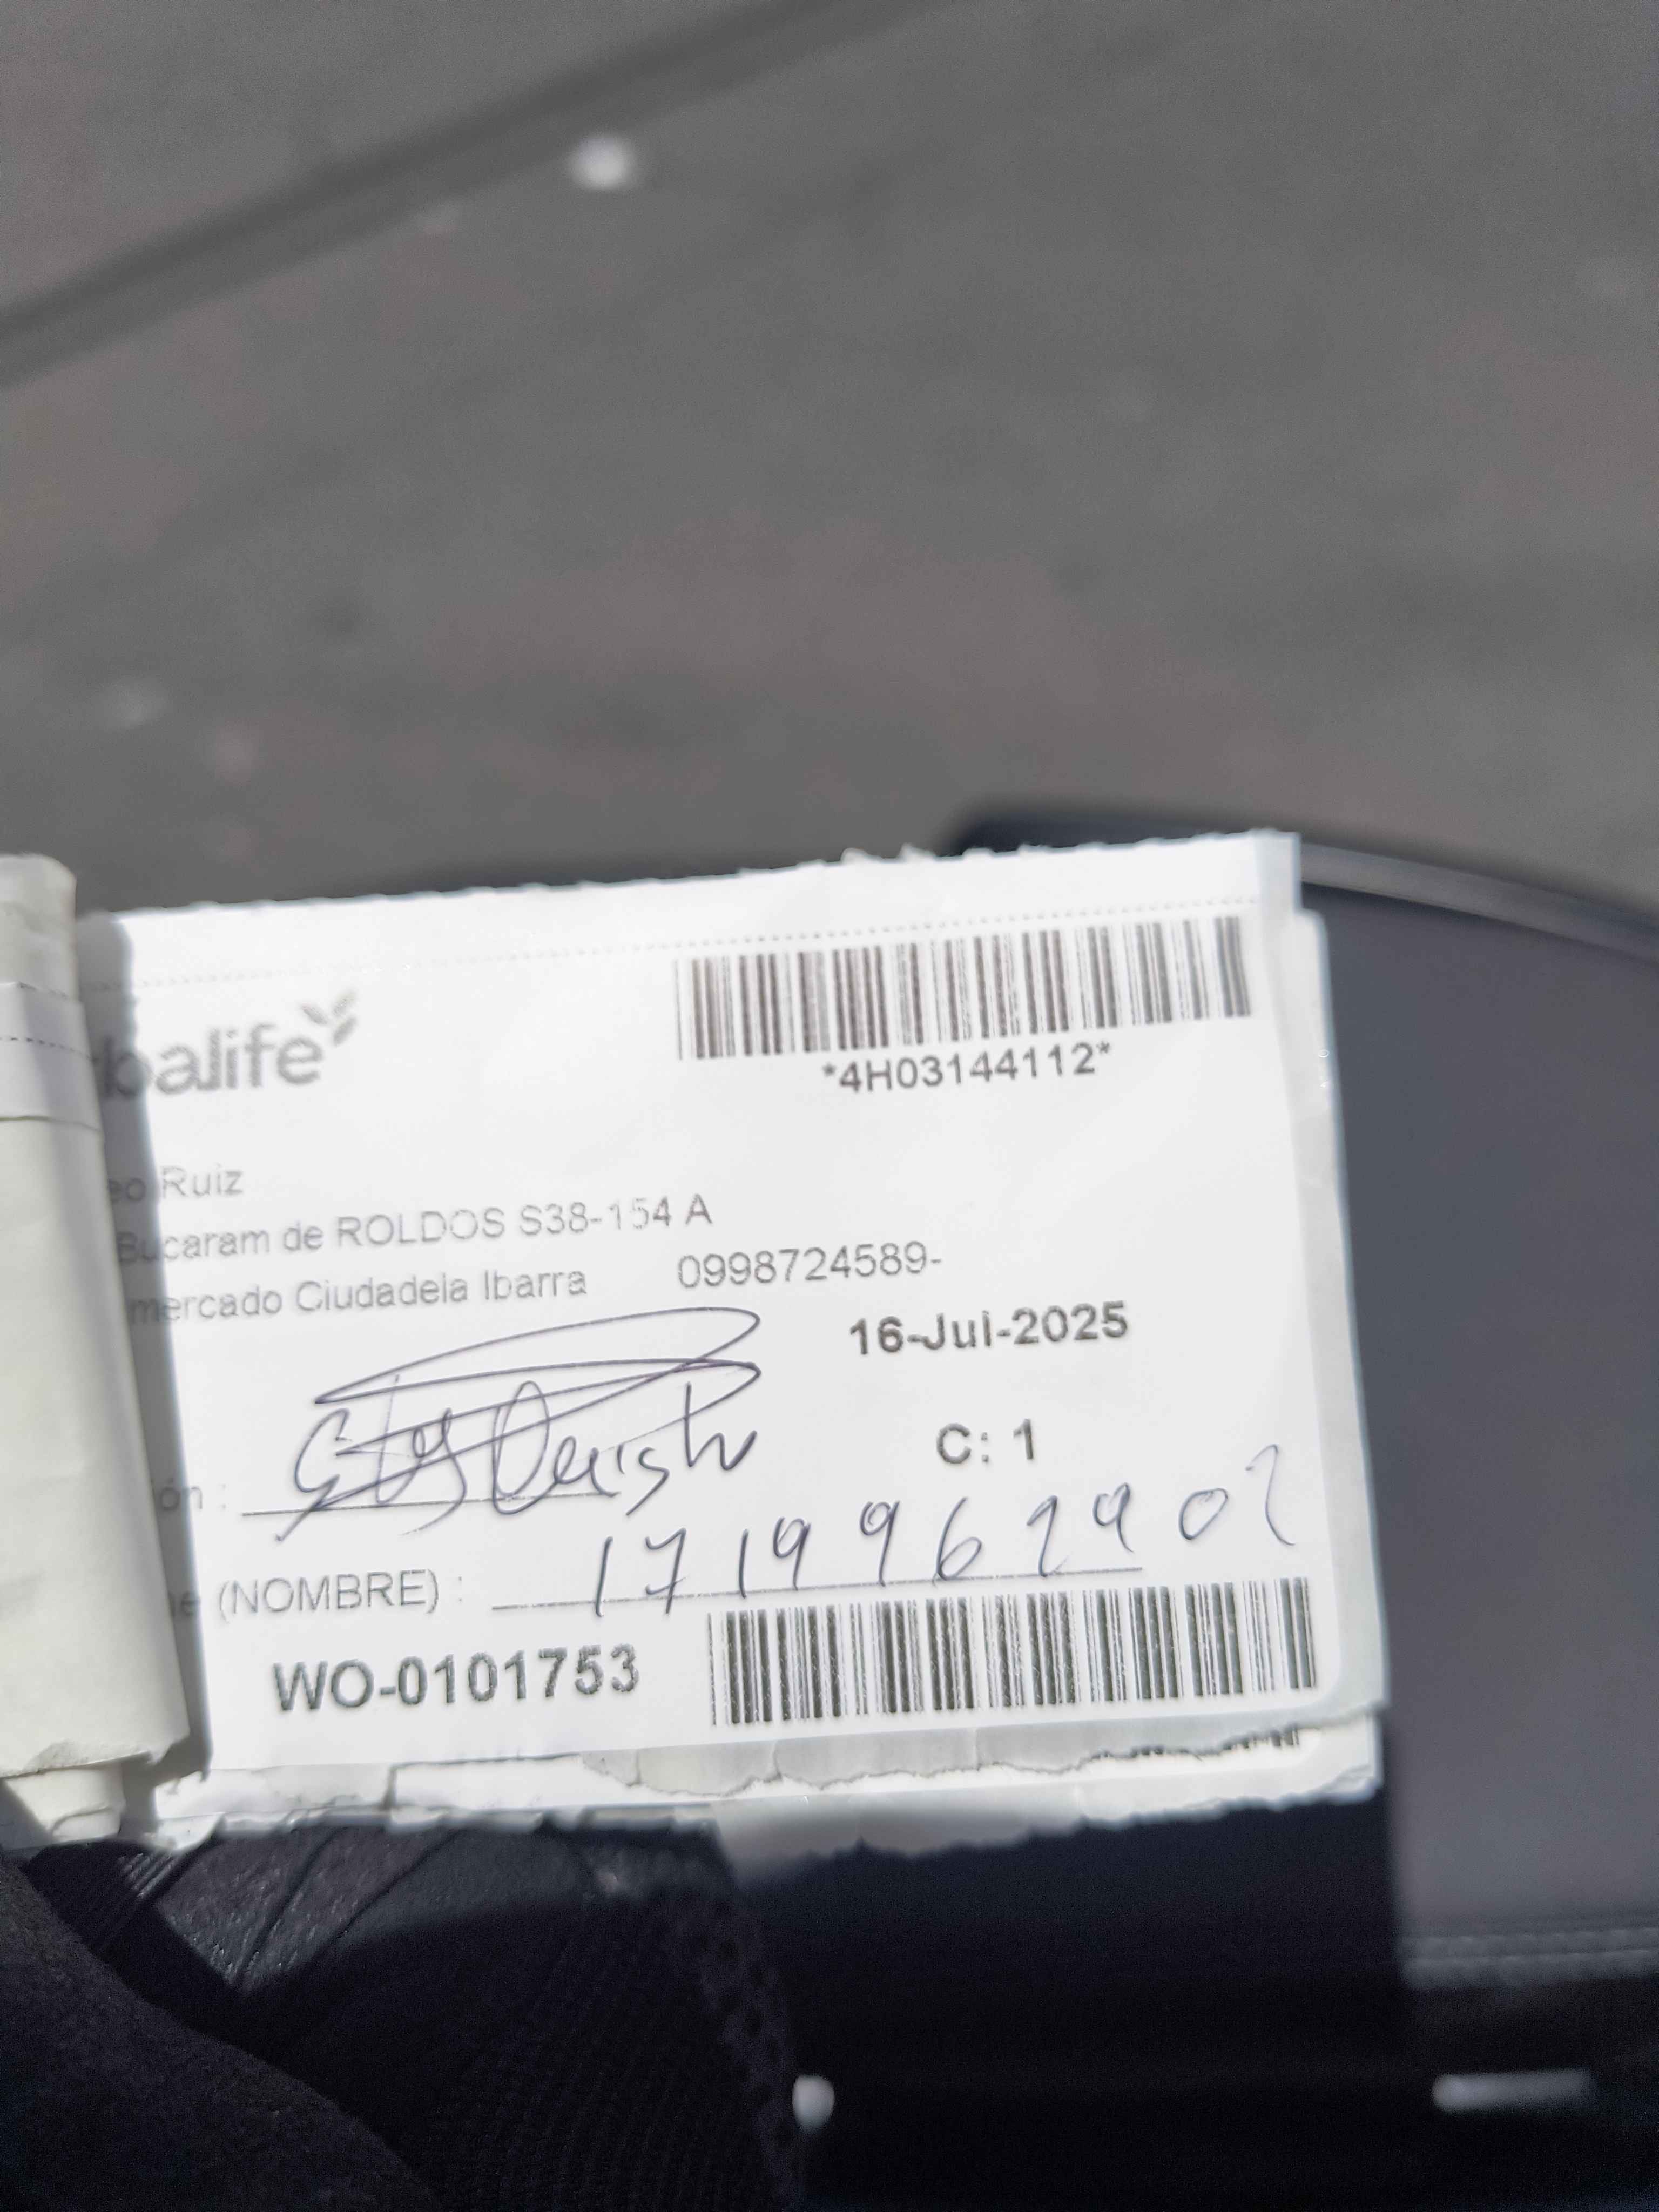 balife
*4H03144112*
eo Ruiz
Bucaram de ROLDOS S38-154 A
mercado Ciudadela Ibarra 0998724589-
16-Jul-2025
C: 1
ón :
1719962902
e (NOMBRE) :
WO-0101753